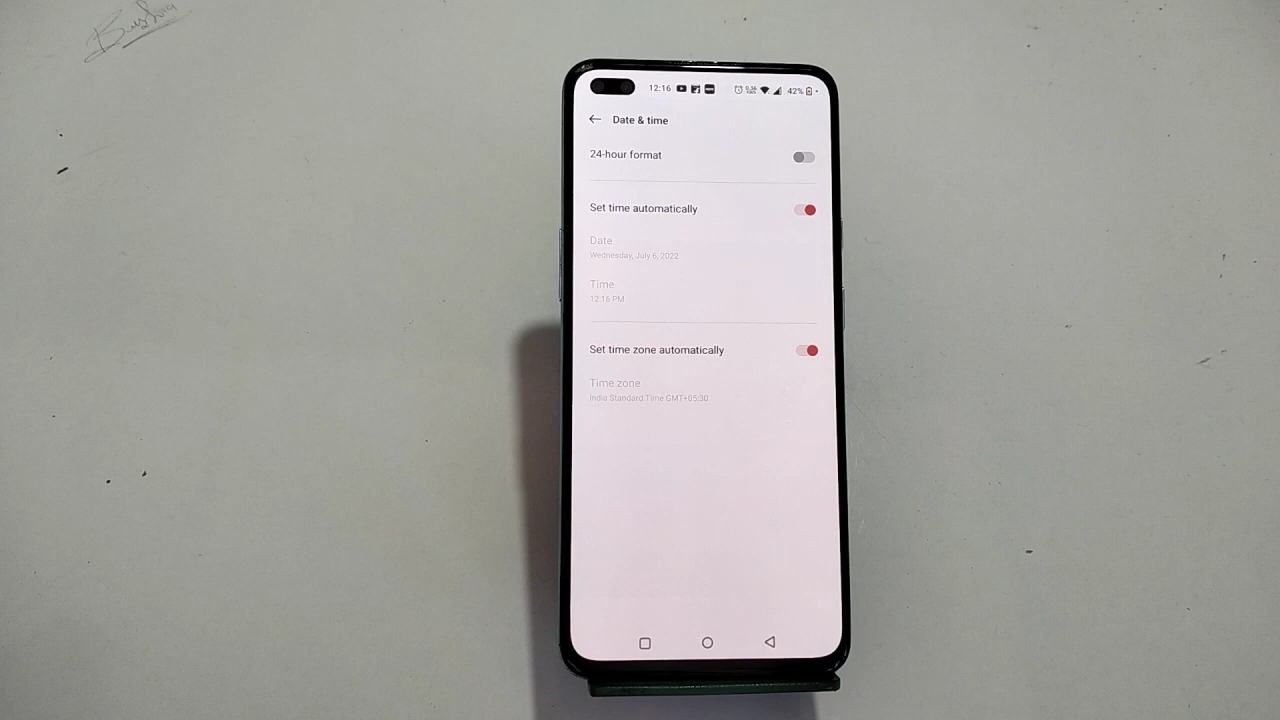 Bushra
12:16 42%
Date & time
24-hour format
Set time automatically
Date
Wednesday, July 6, 2022
Time
12:16 PM
Set time zone automatically
Time zone
India Standard Time GMT+05:30